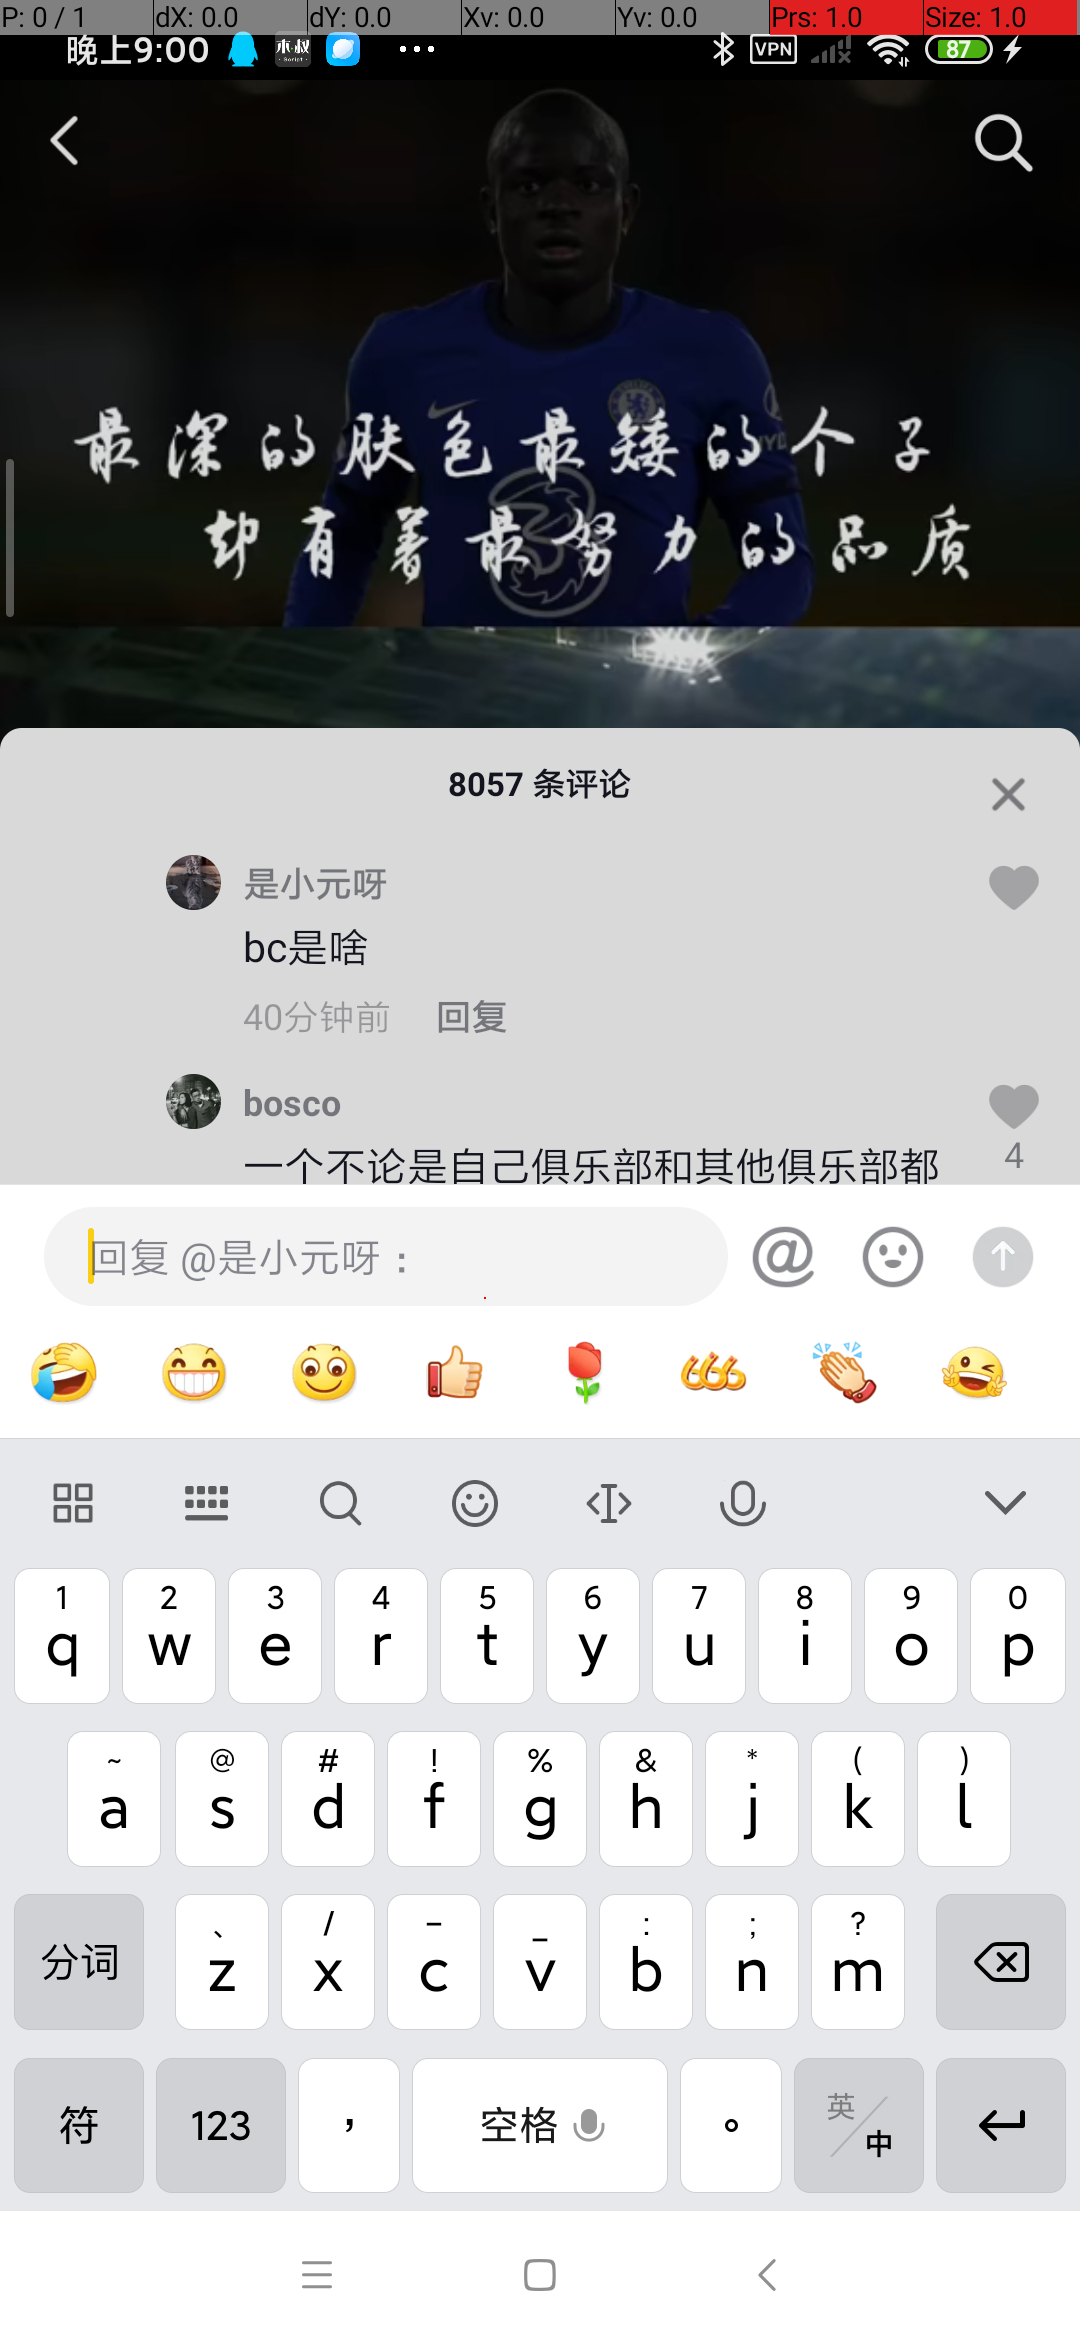 P: 0 / 1 dX: 0.0 dY: 0.0 Xv: 0.0 Yv: 0.0 Prs: 1.0 Size: 1.0
晚上9:00 木叔 Script ··· VPN 87
最深的肤色最矮的个子
却有着最努力的品质
8057 条评论
是小元呀
bc是啥
40分钟前 回复
bosco
一个不论是自己俱乐部和其他俱乐部都
4
回复 @是小元呀：
666
1 2 3 4 5 6 7 8 9 0
q w e r t y u i o p
~ @ # ! % & * ( )
a s d f g h j k l
、 / - _ : ; ?
分词 z x c v b n m
符 123 ， 空格 。 英/中